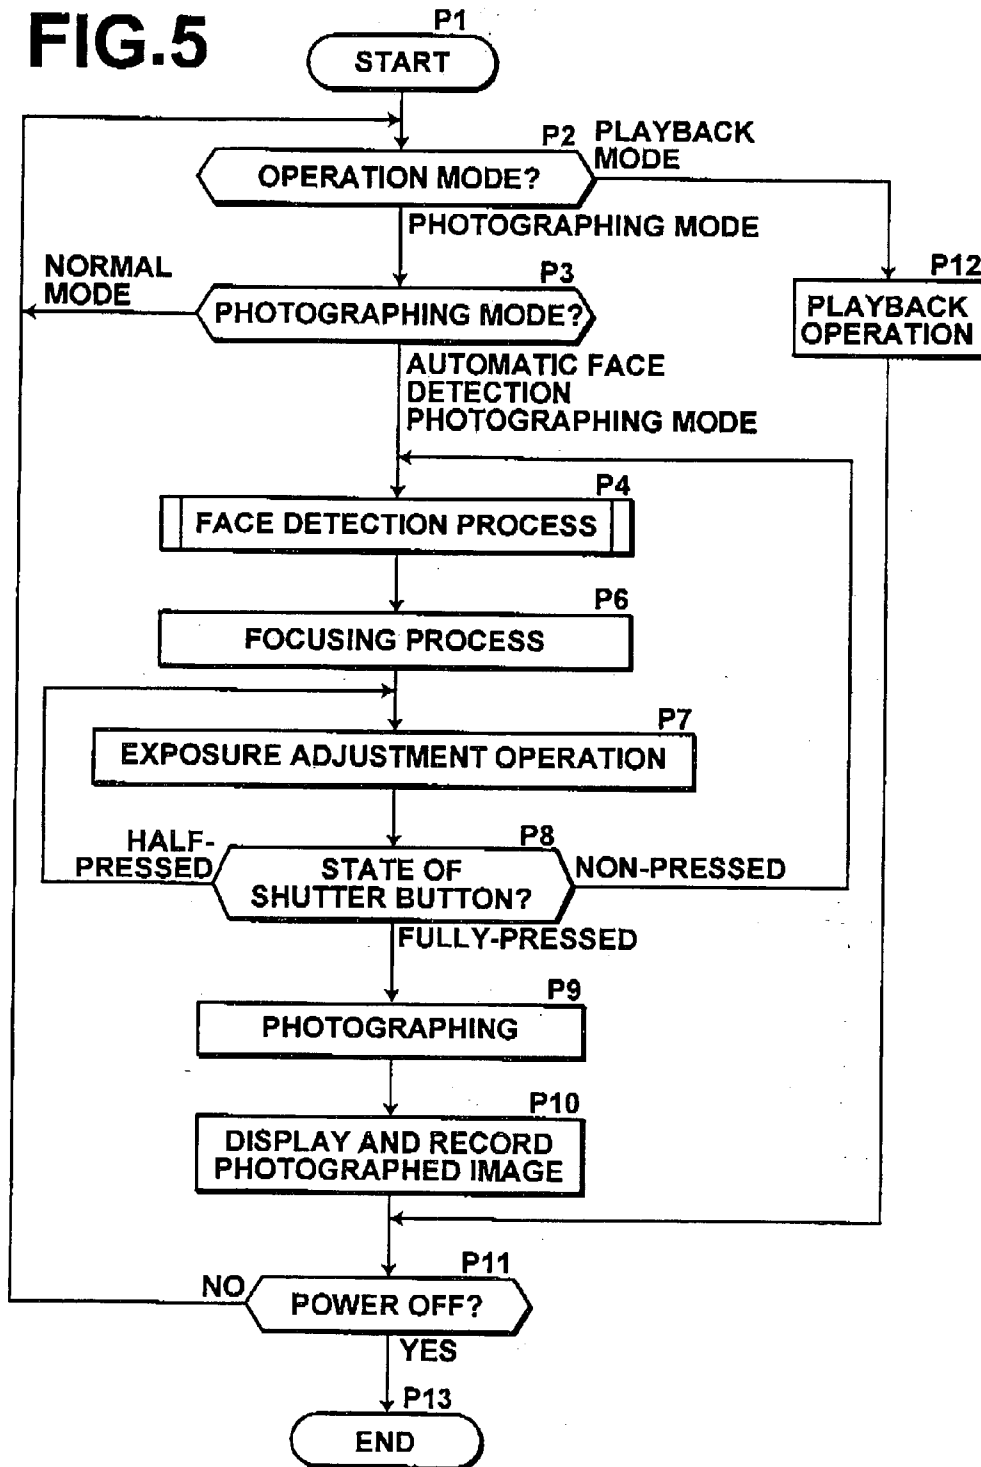 FIG.5
P1
START
P2
OPERATION MODE?
PLAYBACK
MODE
PHOTOGRAPHING MODE
P3
PHOTOGRAPHING MODE?
NORMAL
MODE
P12
PLAYBACK
OPERATION
AUTOMATIC FACE
DETECTION
PHOTOGRAPHING MODE
P4
FACE DETECTION PROCESS
P6
FOCUSING PROCESS
P7
EXPOSURE ADJUSTMENT OPERATION
P8
STATE OF
SHUTTER BUTTON?
HALF-
PRESSED
NON-PRESSED
FULLY-PRESSED
P9
PHOTOGRAPHING
P10
DISPLAY AND RECORD
PHOTOGRAPHED IMAGE
P11
POWER OFF?
NO
YES
P13
END